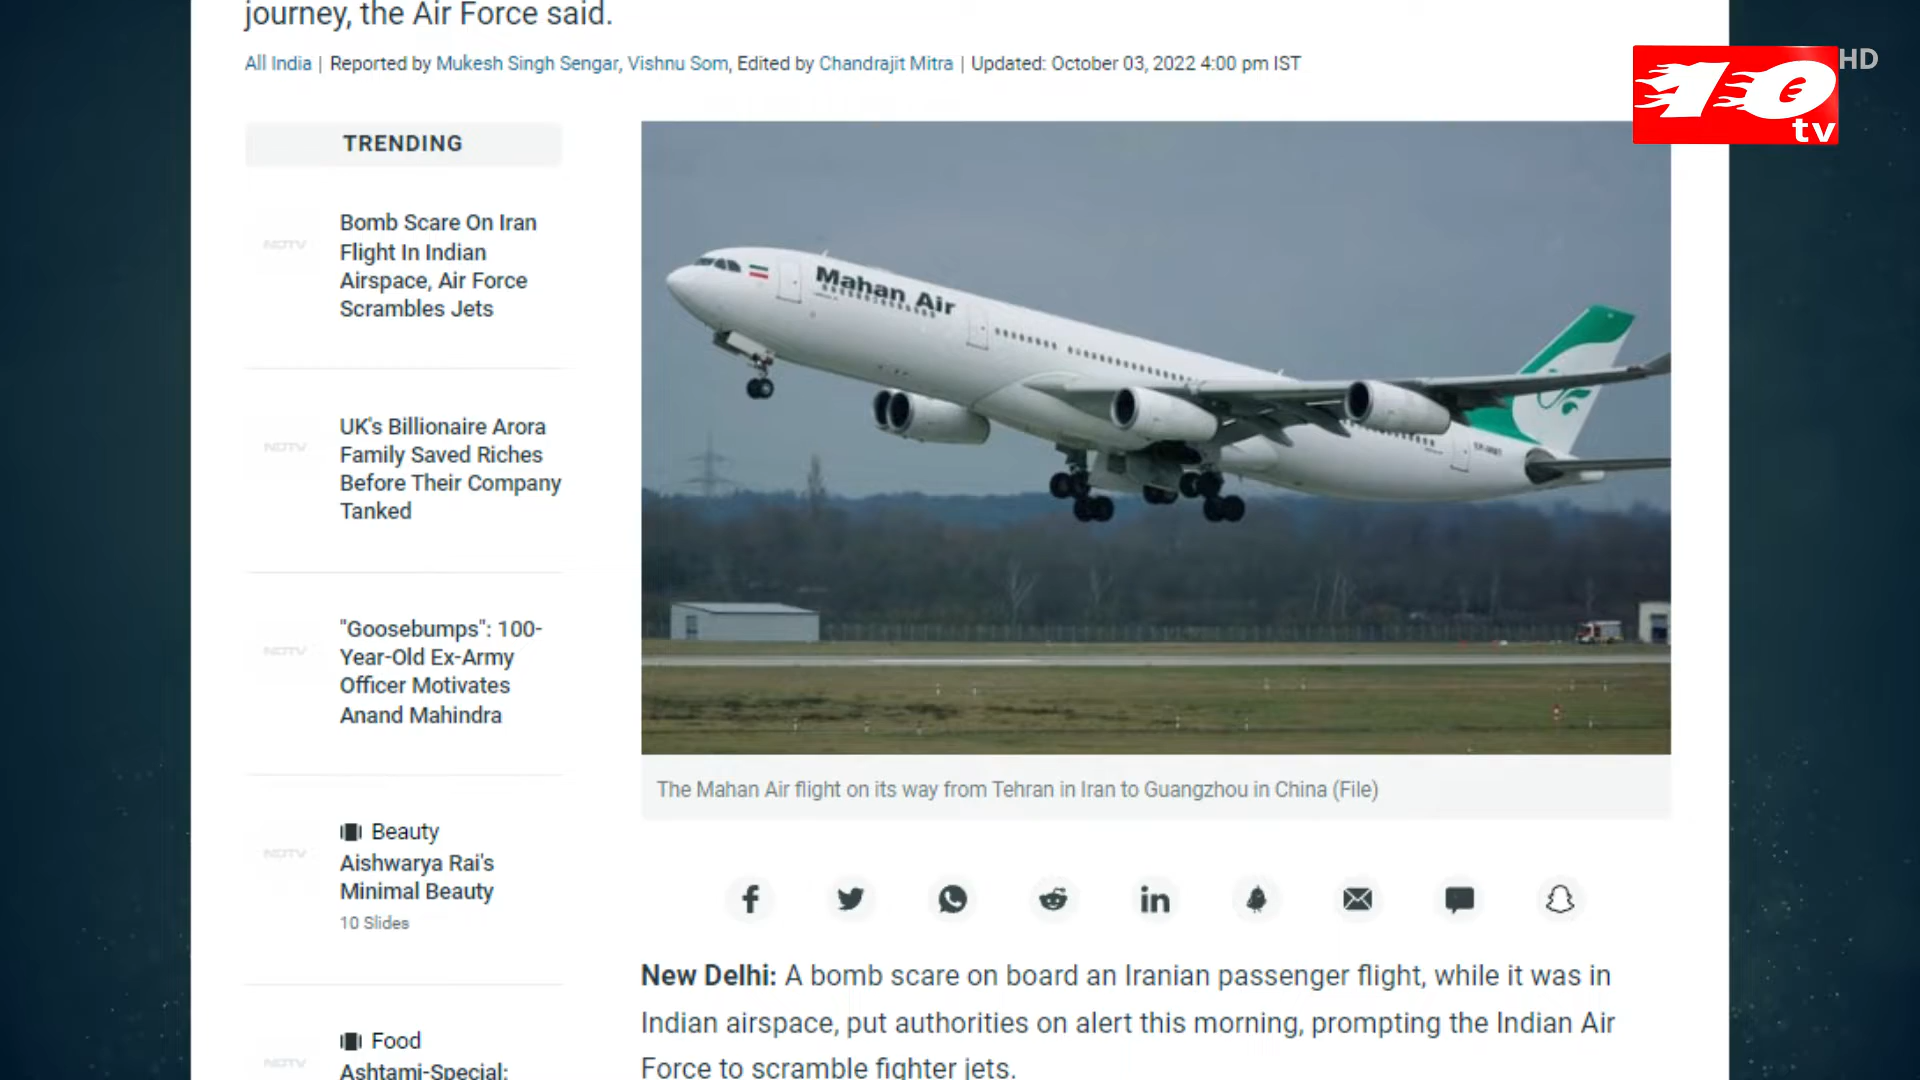 journey, the Air Force said.
All India | Reported by Mukesh Singh Sengar, Vishnu Som, Edited by Chandrajit Mitra | Updated: October 03, 2022 4:00 pm IST
10
tv
HD
TRENDING
NDTV
Bomb Scare On Iran
Flight In Indian
Airspace, Air Force
Scrambles Jets
NDTV
UK's Billionaire Arora
Family Saved Riches
Before Their Company
Tanked
NDTV
"Goosebumps": 100-
Year-Old Ex-Army
Officer Motivates
Anand Mahindra
NDTV
Beauty
Aishwarya Rai's
Minimal Beauty
10 Slides
NDTV
Food
Ashtami-Special:
Mahan Air
The Mahan Air flight on its way from Tehran in Iran to Guangzhou in China (File)
New Delhi: A bomb scare on board an Iranian passenger flight, while it was in
Indian airspace, put authorities on alert this morning, prompting the Indian Air
Force to scramble fighter jets.